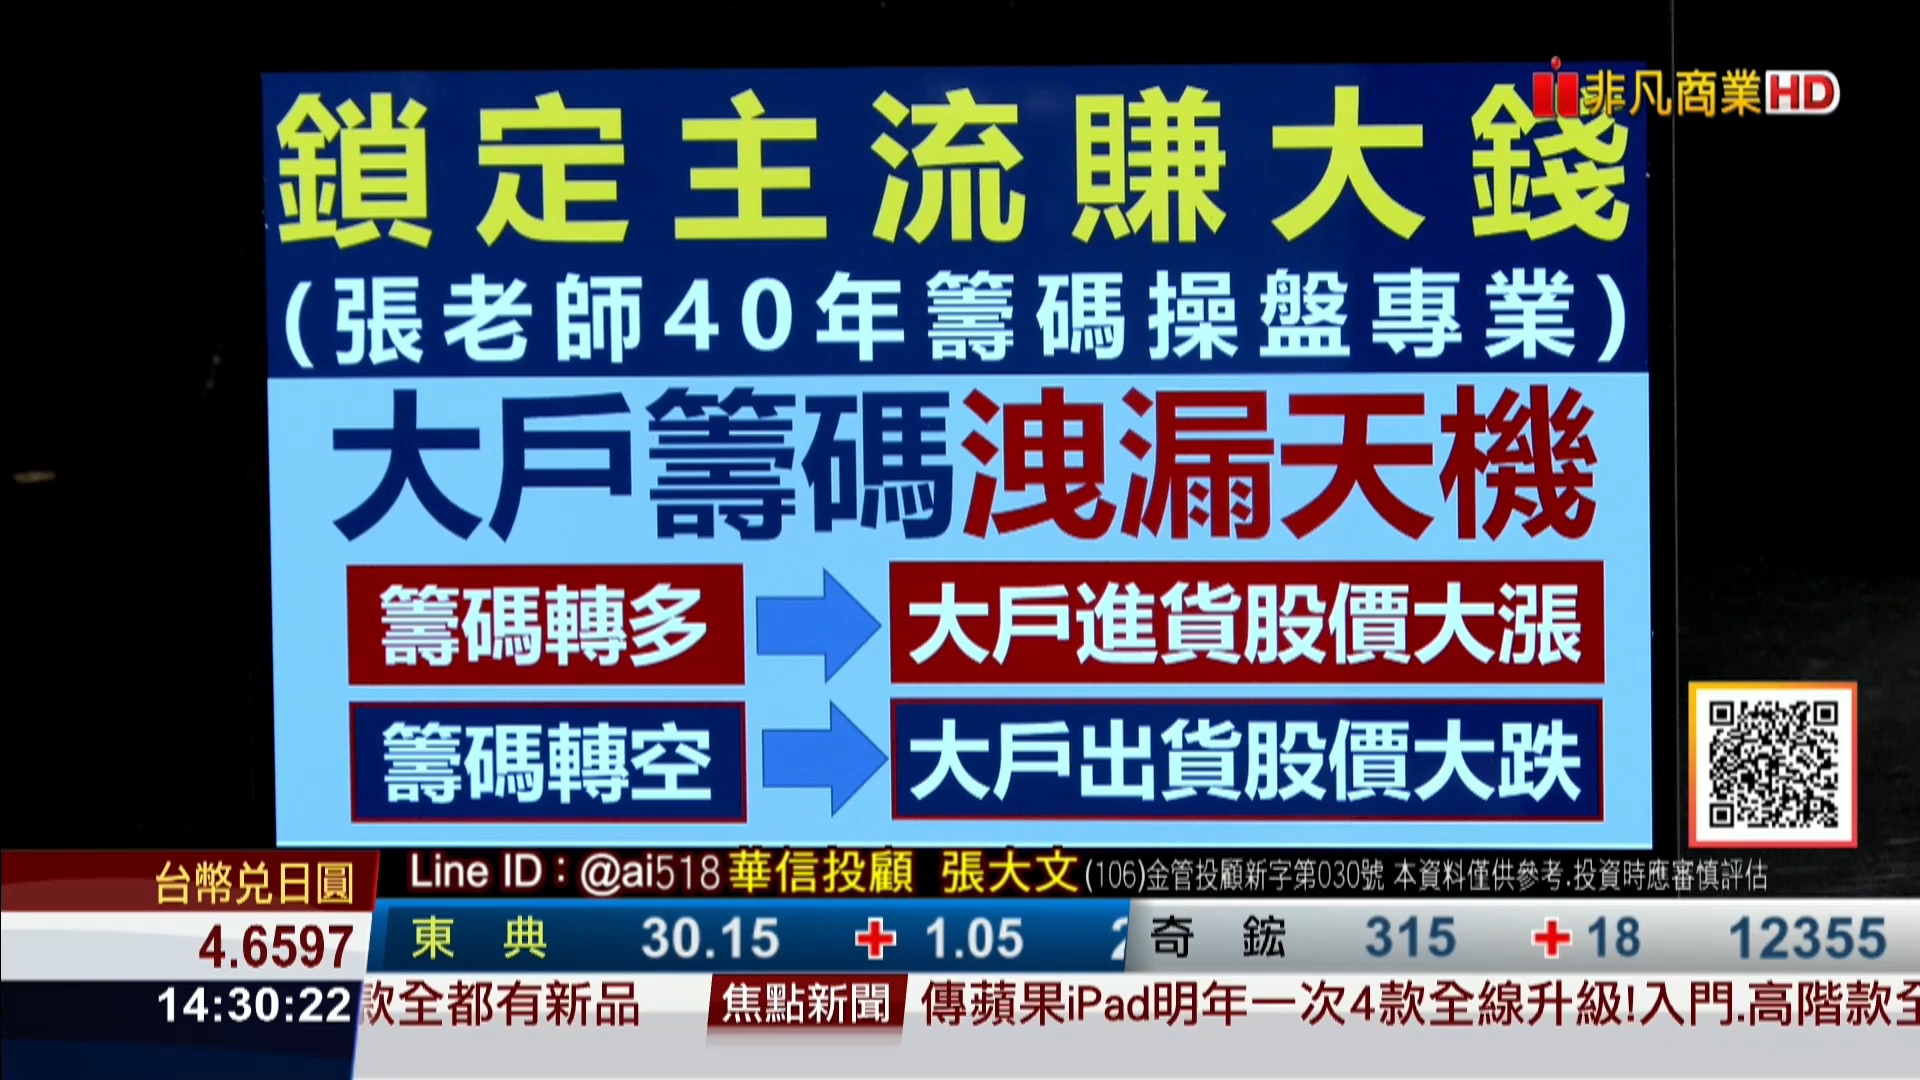 非凡商業HD
鎖定主流賺大錢
(張老師40年籌碼操盤專業)
大戶籌碼洩漏天機
籌碼轉多 大戶進貨股價大漲
籌碼轉空 大戶出貨股價大跌
Line ID：@ai518 華信投顧 張大文 (106)金管投顧新字第030號 本資料僅供參考.投資時應審慎評估
台幣兌日圓
4.6597
東典 30.15 + 1.05
奇鋐 315 + 18 12355
14:30:22
款全都有新品 焦點新聞 傳蘋果iPad明年一次4款全線升級!入門.高階款全